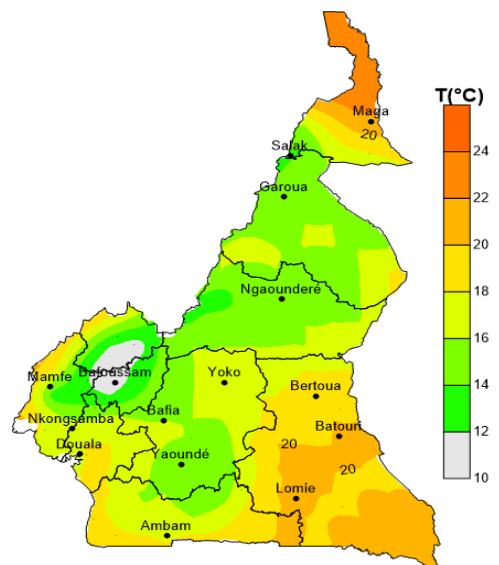 T(°C)
Maga
20
Salak
Garoua
Ngaounderé
Bafoussam
Mamfe
Yoko
Bertoua
Nkongsamba
Bafia
Batouri
Douala
20
Yaoundé
20
Lomie
Ambam
24
22
20
18
16
14
12
10